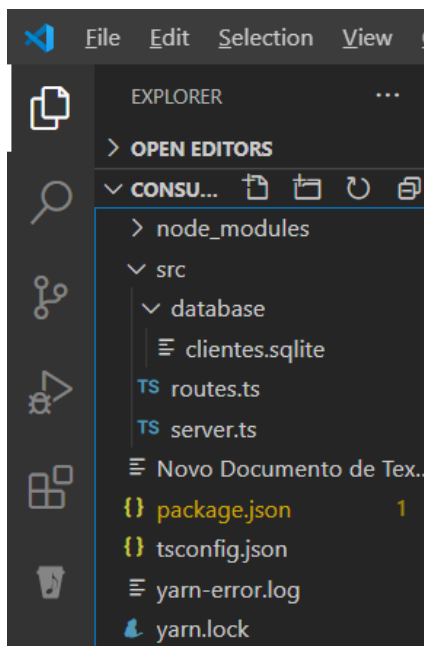 File Edit Selection View
EXPLORER ...
OPEN EDITORS
CONSU...
node_modules
src
database
clientes.sqlite
TS routes.ts
TS server.ts
Novo Documento de Tex...
{} package.json 1
{} tsconfig.json
yarn-error.log
yarn.lock